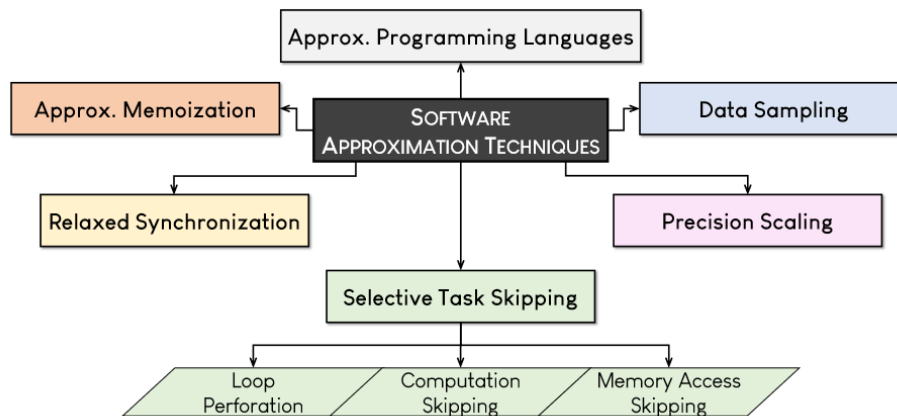 Approx. Programming Languages
Approx. Memoization
SOFTWARE
APPROXIMATION TECHNIQUES
Data Sampling
Relaxed Synchronization
Precision Scaling
Selective Task Skipping
Loop
Perforation
Computation
Skipping
Memory Access
Skipping